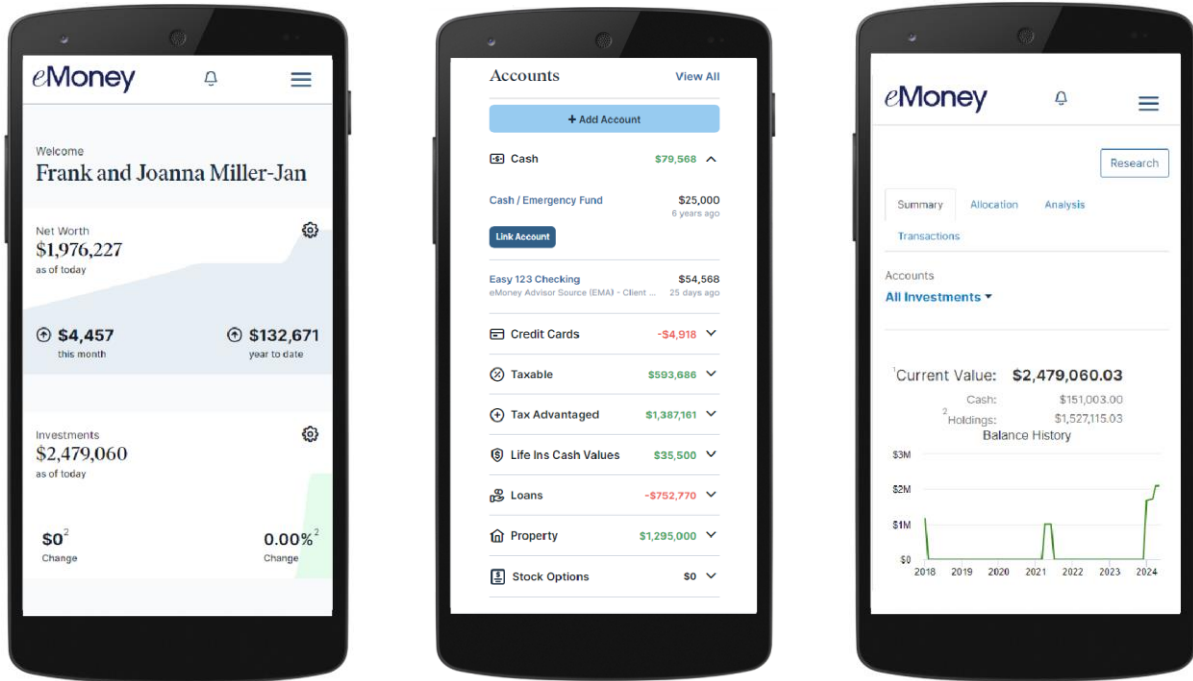 eMoney
Welcome
Frank and Joanna Miller-Jan
Net Worth
$1,976,227
as of today
$4,457
this month
$132,671
year to date
Investments
$2,479,060
as of today
$0²
Change
0.00%²
Change
Accounts View All
+ Add Account
Cash $79,568
Cash / Emergency Fund $25,000
6 years ago
Link Account
Easy 123 Checking $54,568
eMoney Advisor Source (EMA) - Client ... 25 days ago
Credit Cards -$4,918
Taxable $593,686
Tax Advantaged $1,387,161
Life Ins Cash Values $35,500
Loans -$752,770
Property $1,295,000
Stock Options $0
eMoney
Research
Summary Allocation Analysis
Transactions
Accounts
All Investments
¹Current Value: $2,479,060.03
Cash: $151,003.00
²Holdings: $1,527,115.03
Balance History
$3M
$2M
$1M
$0
2018 2019 2020 2021 2022 2023 2024